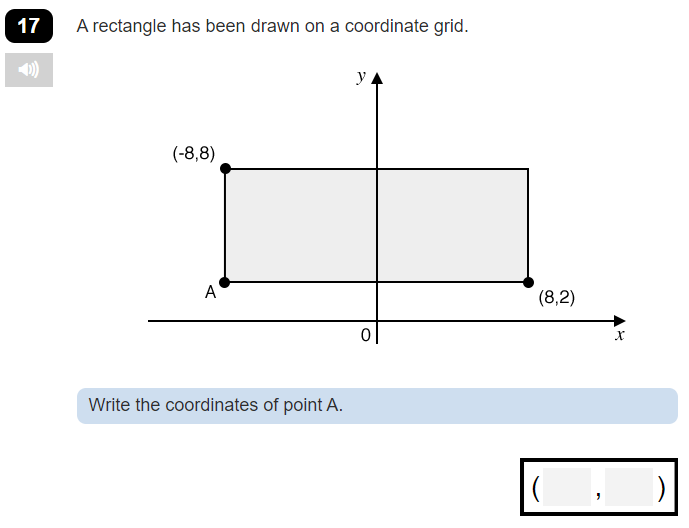 17
A rectangle has been drawn on a coordinate grid.
y
(-8,8)
A
(8,2)
0
x
Write the coordinates of point A.
( , )